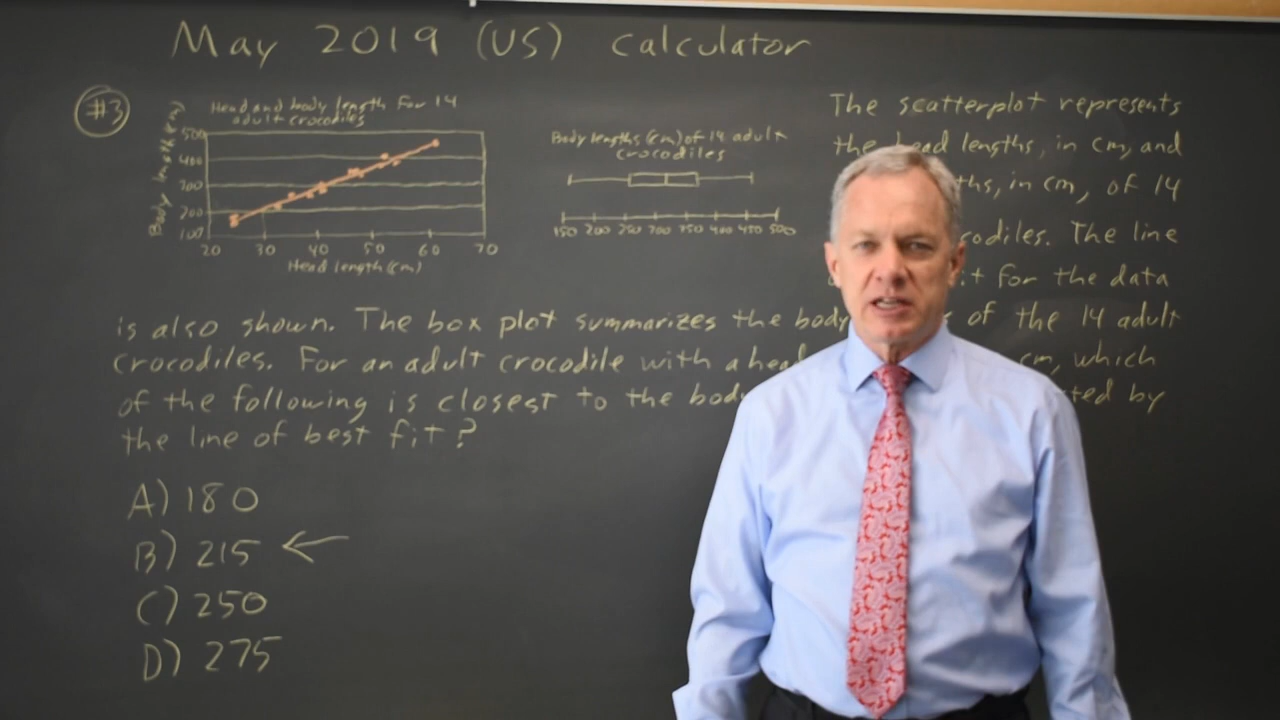 May 2019 (US) calculator
#3
Head and body length for 14
adult crocodiles
Body length (cm)
500
400
300
200
100
20 30 40 50 60 70
Head length (cm)
Body lengths (cm) of 14 adult
crocodiles
150 200 250 300 350 400 450 500
The scatterplot represents
the head lengths, in cm, and
ths, in cm, of 14
codiles. The line
it for the data
is also shown. The box plot summarizes the body of the 14 adult
crocodiles. For an adult crocodile with a head cm, which
of the following is closest to the body ted by
the line of best fit?
A) 180
B) 215 ←
C) 250
D) 275